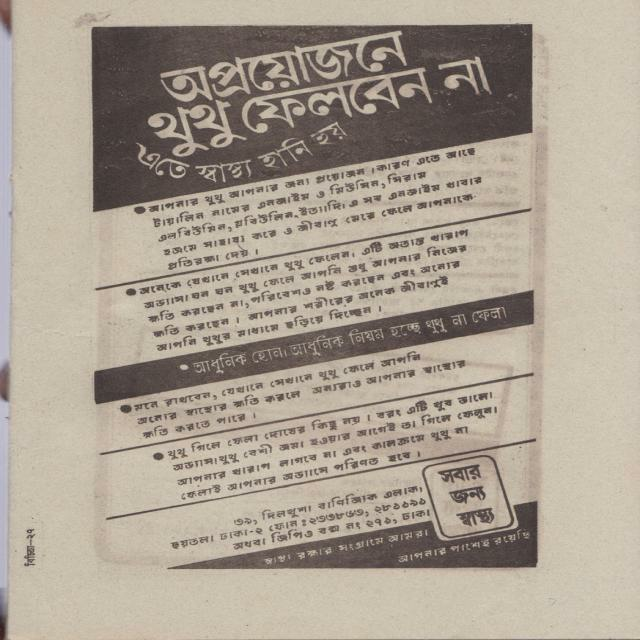 অপ্রয়োজনে
থুথু ফেলবেন না
এতে স্বাস্থ্য হানি হয়
আপনার থুথু আপনার জন্য প্রয়োজন। কারণ এতে আছে
টায়ালিন নামের এনজাইম ও মিউসিন, সিরাম
এলবিউমিন, গ্লবিউলিন, ইত্যাদি। এ সব এনজাইম খাবার
হজমে সাহায্য করে ও জীবাণু মেরে ফেলে আপনাকে
প্রতিরক্ষা দেয়।
অনেকে যেখানে সেখানে থুথু ফেলেন, এটি অত্যন্ত খারাপ
অভ্যাস। ঘন ঘন থুথু ফেলে আপনি শুধু আপনার নিজের
ক্ষতি করছেন না, পরিবেশও নষ্ট করছেন এবং অন্যের
ক্ষতি করছেন। আপনার শরীরের অনেক জীবাণুই
আপনি থুথুর মাধ্যমে ছড়িয়ে দিচ্ছেন।
আধুনিক হোন। আধুনিক নিয়ম হচ্ছে থুথু না ফেলা
মনে রাখবেন, যেখানে সেখানে থুথু ফেলে আপনি
অন্যের স্বাস্থ্যের ক্ষতি করলে অন্যরাও আপনার স্বাস্থ্যের
ক্ষতি করতে পারে।
থুথু গিলে ফেলা দোষের কিছু নয়। বরং এটি খুব ভালো
অভ্যাস। থুথু বেশী জমা হওয়ার আগেই তা গিলে ফেলুন।
আপনার খারাপ লাগবে না এবং কালক্রমে থুথু না
ফেলাই আপনার অভ্যাসে পরিণত হবে।
সবার
জন্য
স্বাস্থ্য
৩৯, দিলখুশা বাণিজ্যিক এলাকা,
ছয়তলা ঢাকা-২ ফোন:
অথবা জিপিও বক্স নং ২৭৯, ঢাকা
স্বাস্থ্য রক্ষার সংগ্রামে আমরা আপনার পাশেই রয়েছি
বিচিত্রা-২৭